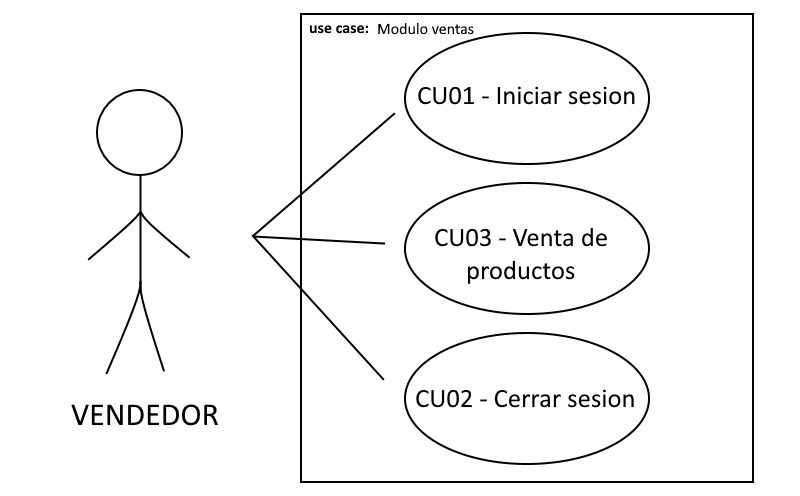 use case: Modulo ventas
CU01 - Iniciar sesion
CU03 - Venta de
productos
CU02 - Cerrar sesion
VENDEDOR